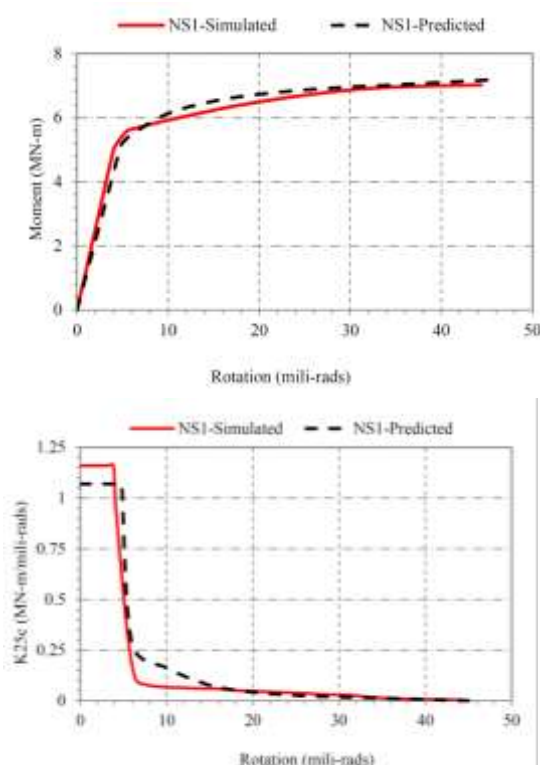 NS1-Simulated NS1-Predicted
8
6
4
2
0
Moment (MN-m)
0 10 20 30 40 50
Rotation (mili-rads)
NS1-Simulated NS1-Predicted
1.25
1
0.75
0.5
0.25
0
K25c (MN-m/mili-rads)
0 10 20 30 40 50
Rotation (mili-rads)